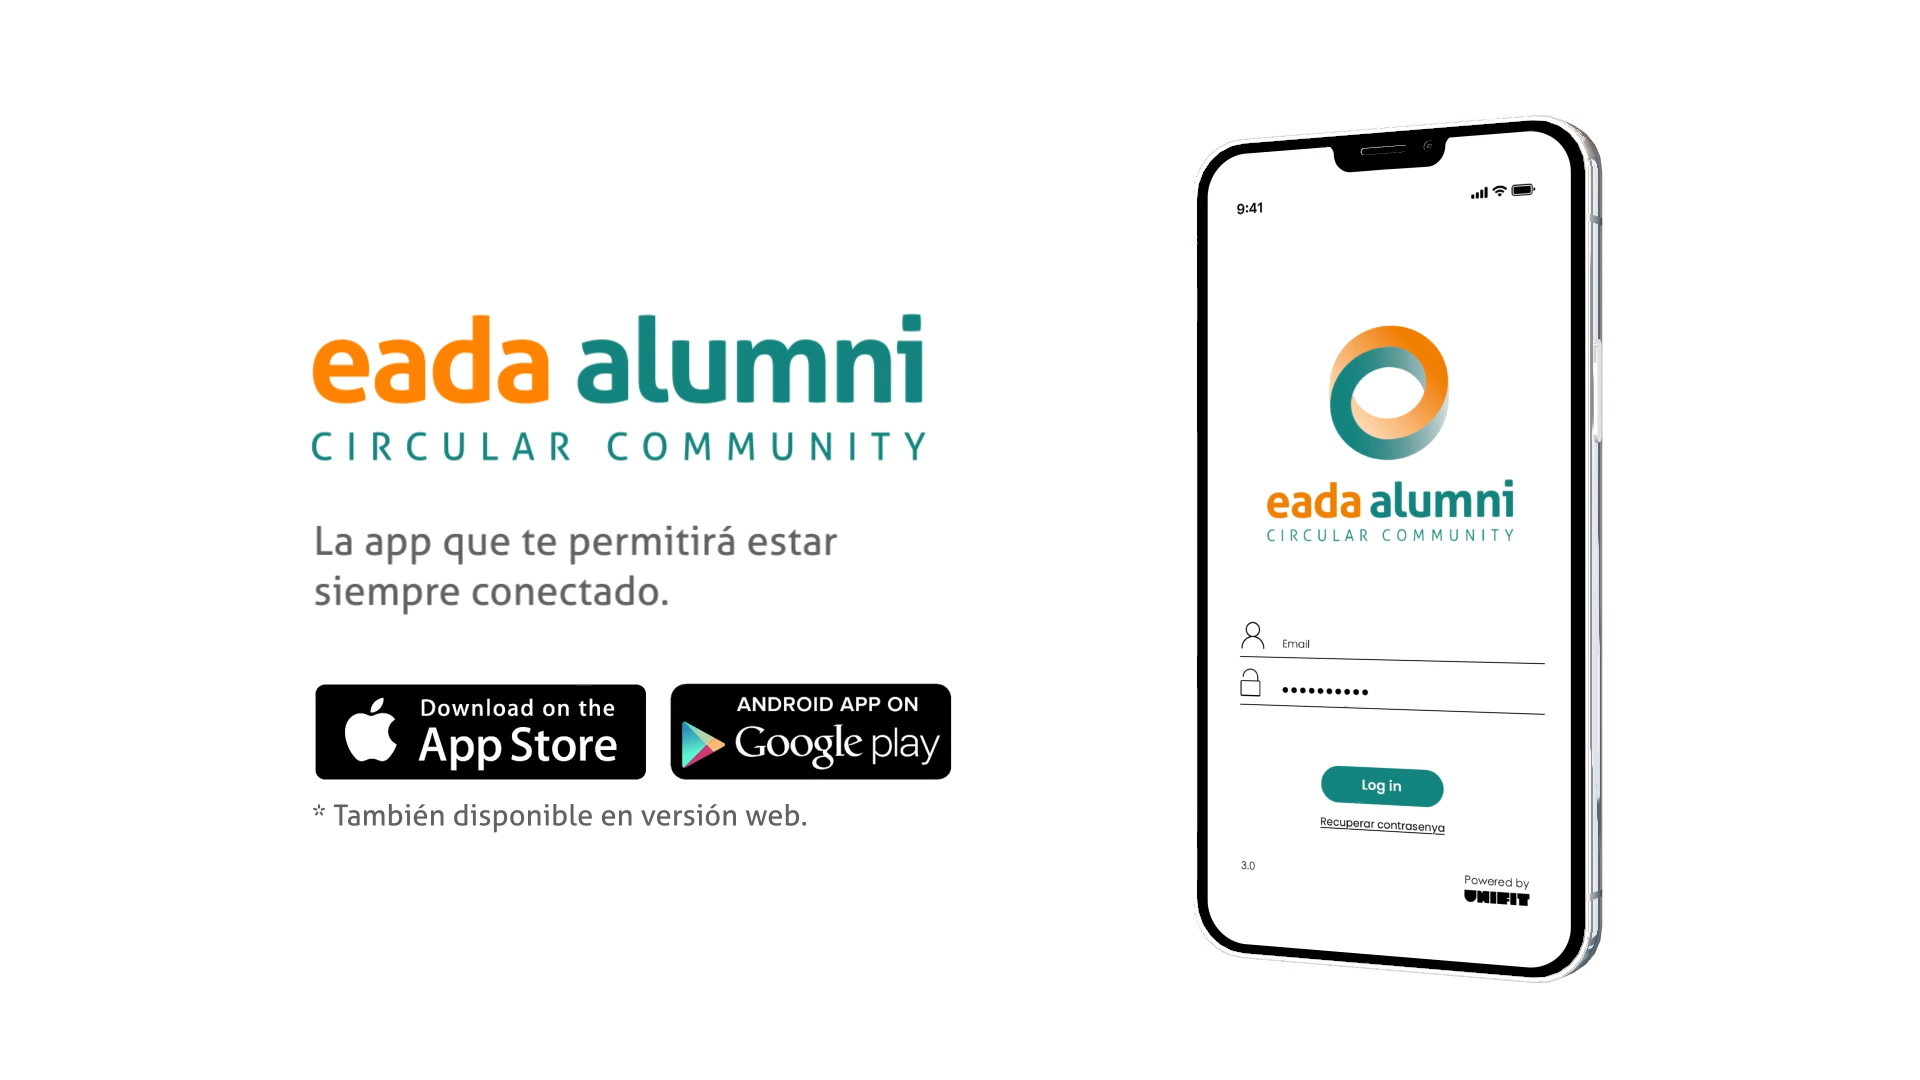 eada alumni
CIRCULAR COMMUNITY
La app que te permitirá estar
siempre conectado.
Download on the
App Store
ANDROID APP ON
Google play
* También disponible en versión web.
9:41
eada alumni
CIRCULAR COMMUNITY
Email
Log in
Recuperar contrasenya
3.0
Powered by
UNIFIT